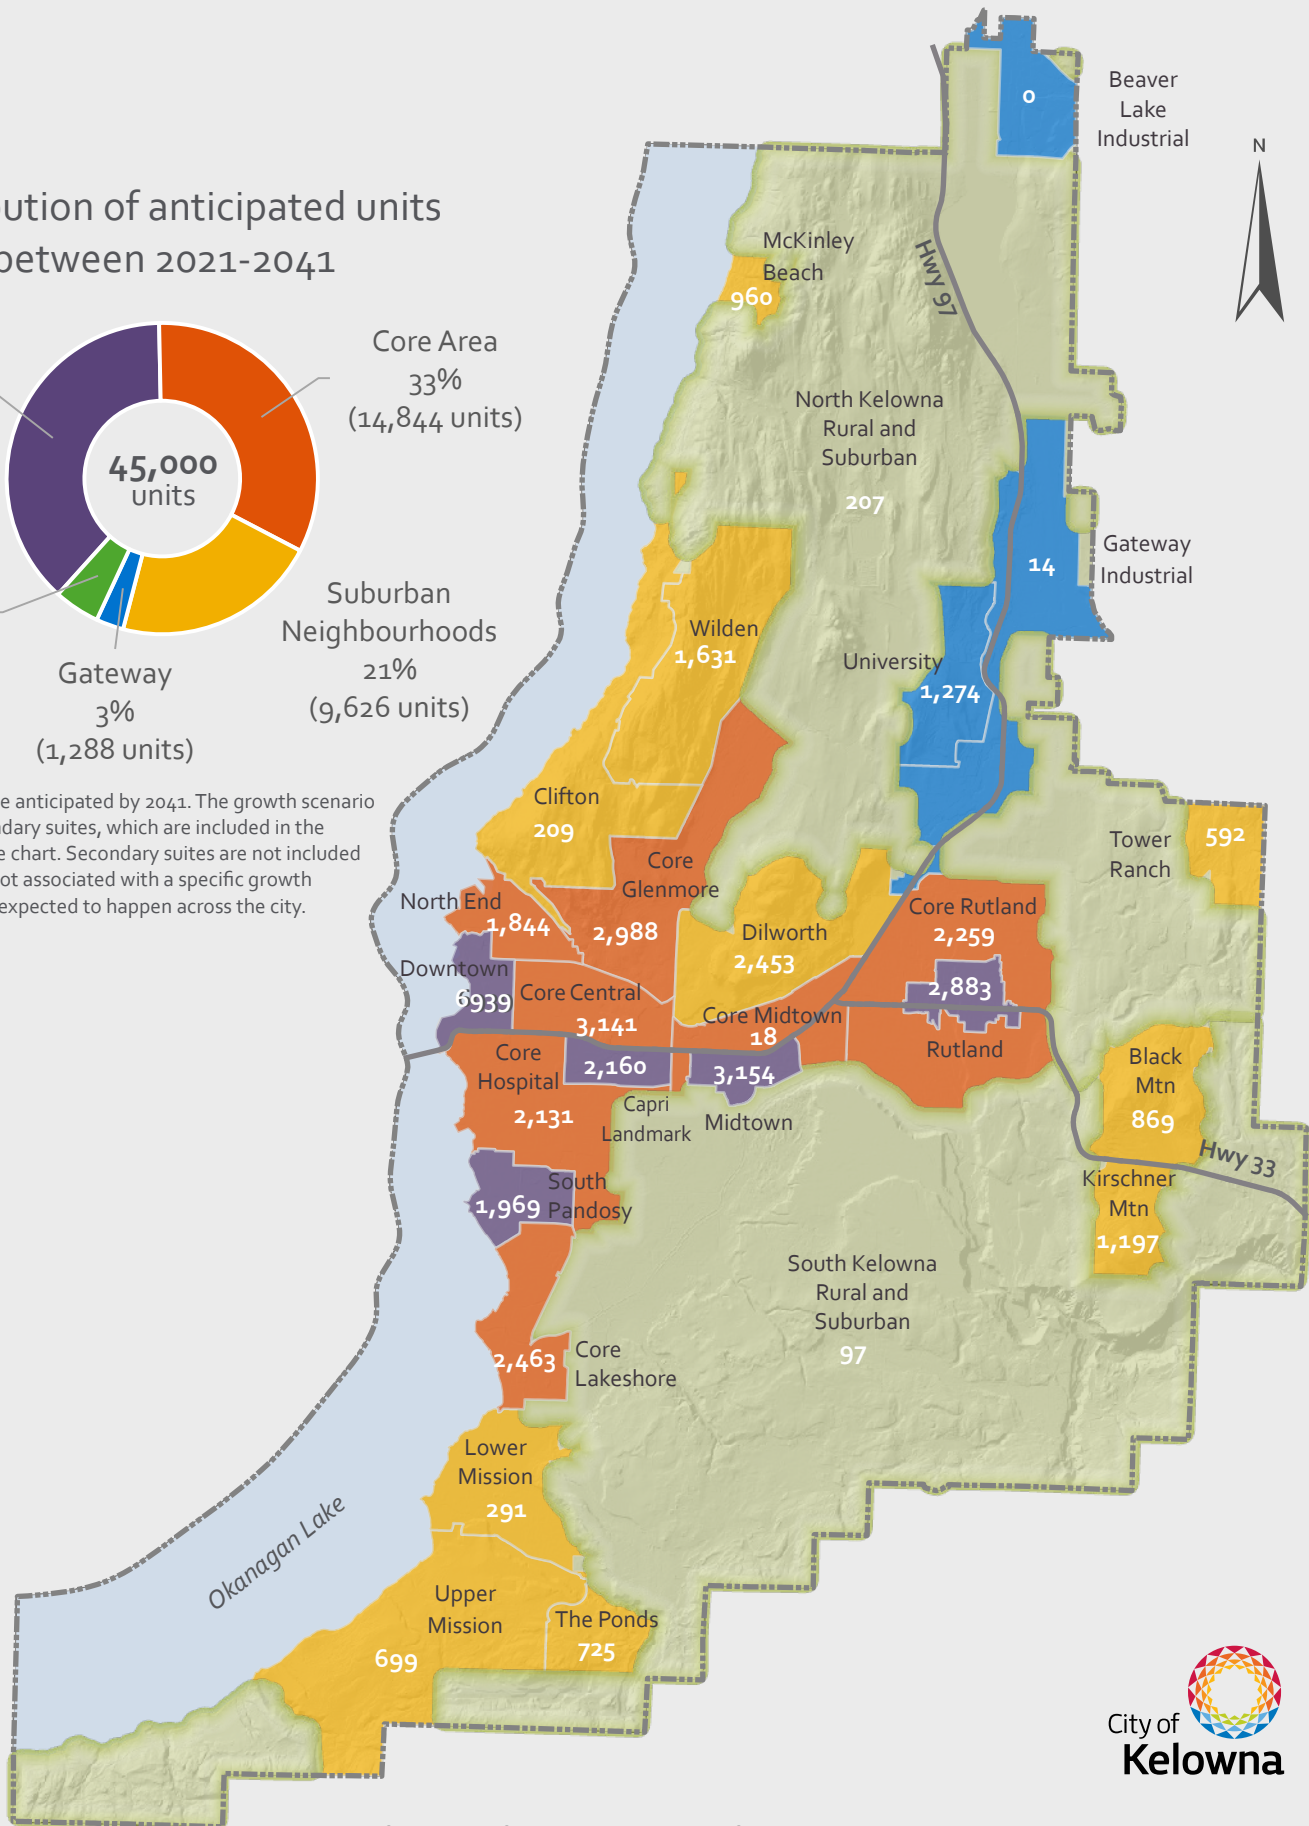 ution of anticipated units
between 2021-2041
Core Area
33%
(14,844 units)
45,000
units
Suburban
Neighbourhoods
21%
(9,626 units)
Gateway
3%
(1,288 units)
e anticipated by 2041. The growth scenario
dary suites, which are included in the
e chart. Secondary suites are not included
ot associated with a specific growth
expected to happen across the city.
Beaver
Lake
Industrial
0
N
McKinley
Beach
960
Hwy 97
North Kelowna
Rural and
Suburban
207
Gateway
Industrial
14
Wilden
1,631
University
1,274
Clifton
209
Tower
Ranch
592
Core
Glenmore
2,988
North End
1,844
Dilworth
2,453
Core Rutland
2,259
Downtown
6939
Core Central
3,141
2,883
Core Midtown
18
Rutland
Core
Hospital
2,131
2,160
3,154
Capri
Landmark
Midtown
Black
Mtn
869
Hwy 33
Kirschner
Mtn
1,197
South
Pandosy
1,969
South Kelowna
Rural and
Suburban
97
2,463
Core
Lakeshore
Lower
Mission
291
Okanagan Lake
Upper
Mission
699
The Ponds
725
City of
Kelowna